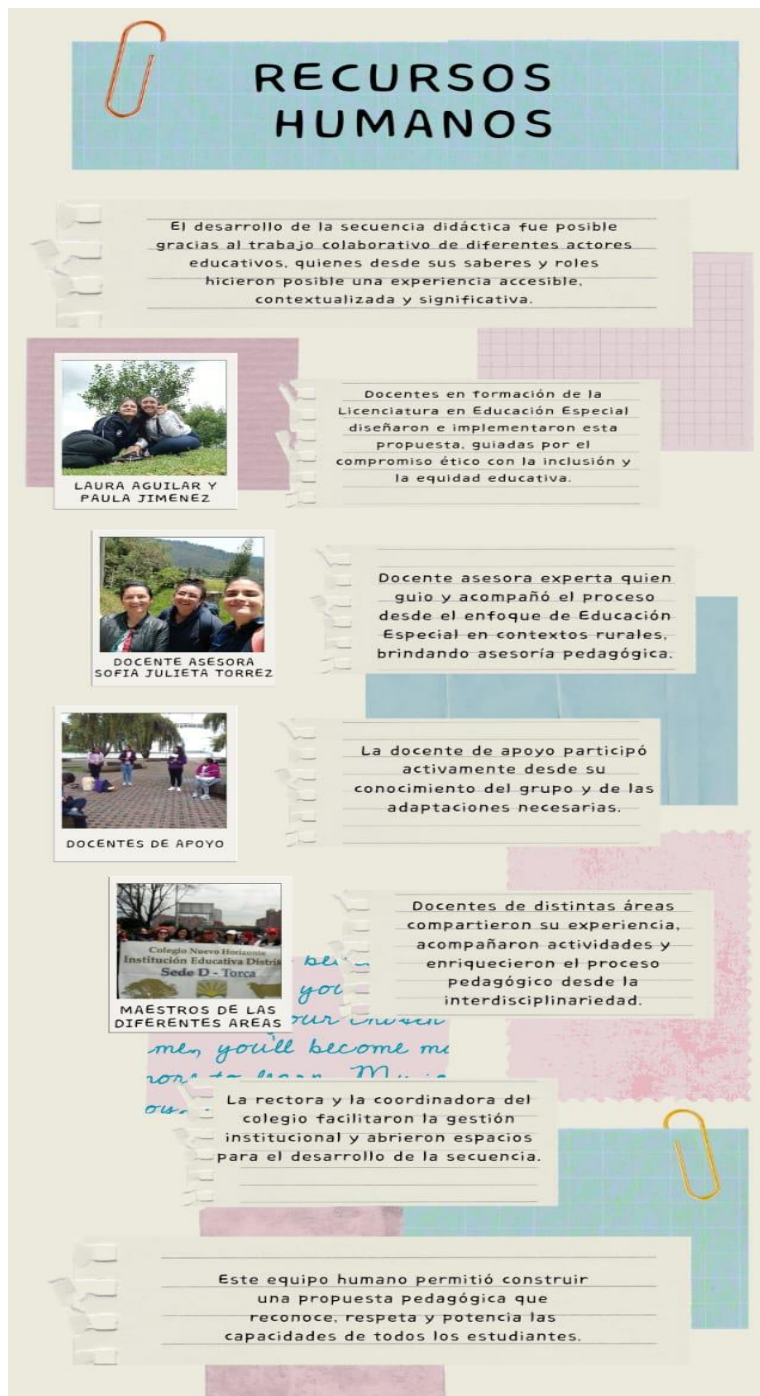 RECURSOS
HUMANOS
El desarrollo de la secuencia didáctica fue posible
gracias al trabajo colaborativo de diferentes actores
educativos, quienes desde sus saberes y roles
hicieron posible una experiencia accesible,
contextualizada y significativa.
LAURA AGUILAR Y
PAULA JIMENEZ
Docentes en formación de la
Licenciatura en Educación Especial
diseñaron e implementaron esta
propuesta, guiadas por el
compromiso ético con la inclusión y
la equidad educativa.
DOCENTE ASESORA
SOFIA JULIETA TORREZ
Docente asesora experta quien
guio y acompañó el proceso
desde el enfoque de Educación
Especial en contextos rurales,
brindando asesoría pedagógica.
DOCENTES DE APOYO
La docente de apoyo participó
activamente desde su
conocimiento del grupo y de las
adaptaciones necesarias.
Colegio Nuevo Horizonte
Institución Educativa Distri
Sede D - Torca
MAESTROS DE LAS
DIFERENTES AREAS
Docentes de distintas áreas
compartieron su experiencia,
acompañaron actividades y
enriquecieron el proceso
pedagógico desde la
interdisciplinariedad.
you'll become
La rectora y la coordinadora del
colegio facilitaron la gestión
institucional y abrieron espacios
para el desarrollo de la secuencia.
Este equipo humano permitió construir
una propuesta pedagógica que
reconoce, respeta y potencia las
capacidades de todos los estudiantes.